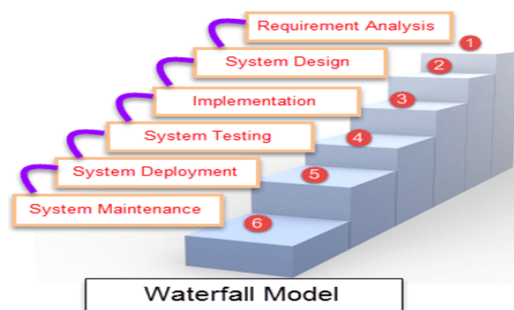 Requirement Analysis
1
System Design
2
Implementation
3
System Testing
4
System Deployment
5
System Maintenance
6
Waterfall Model